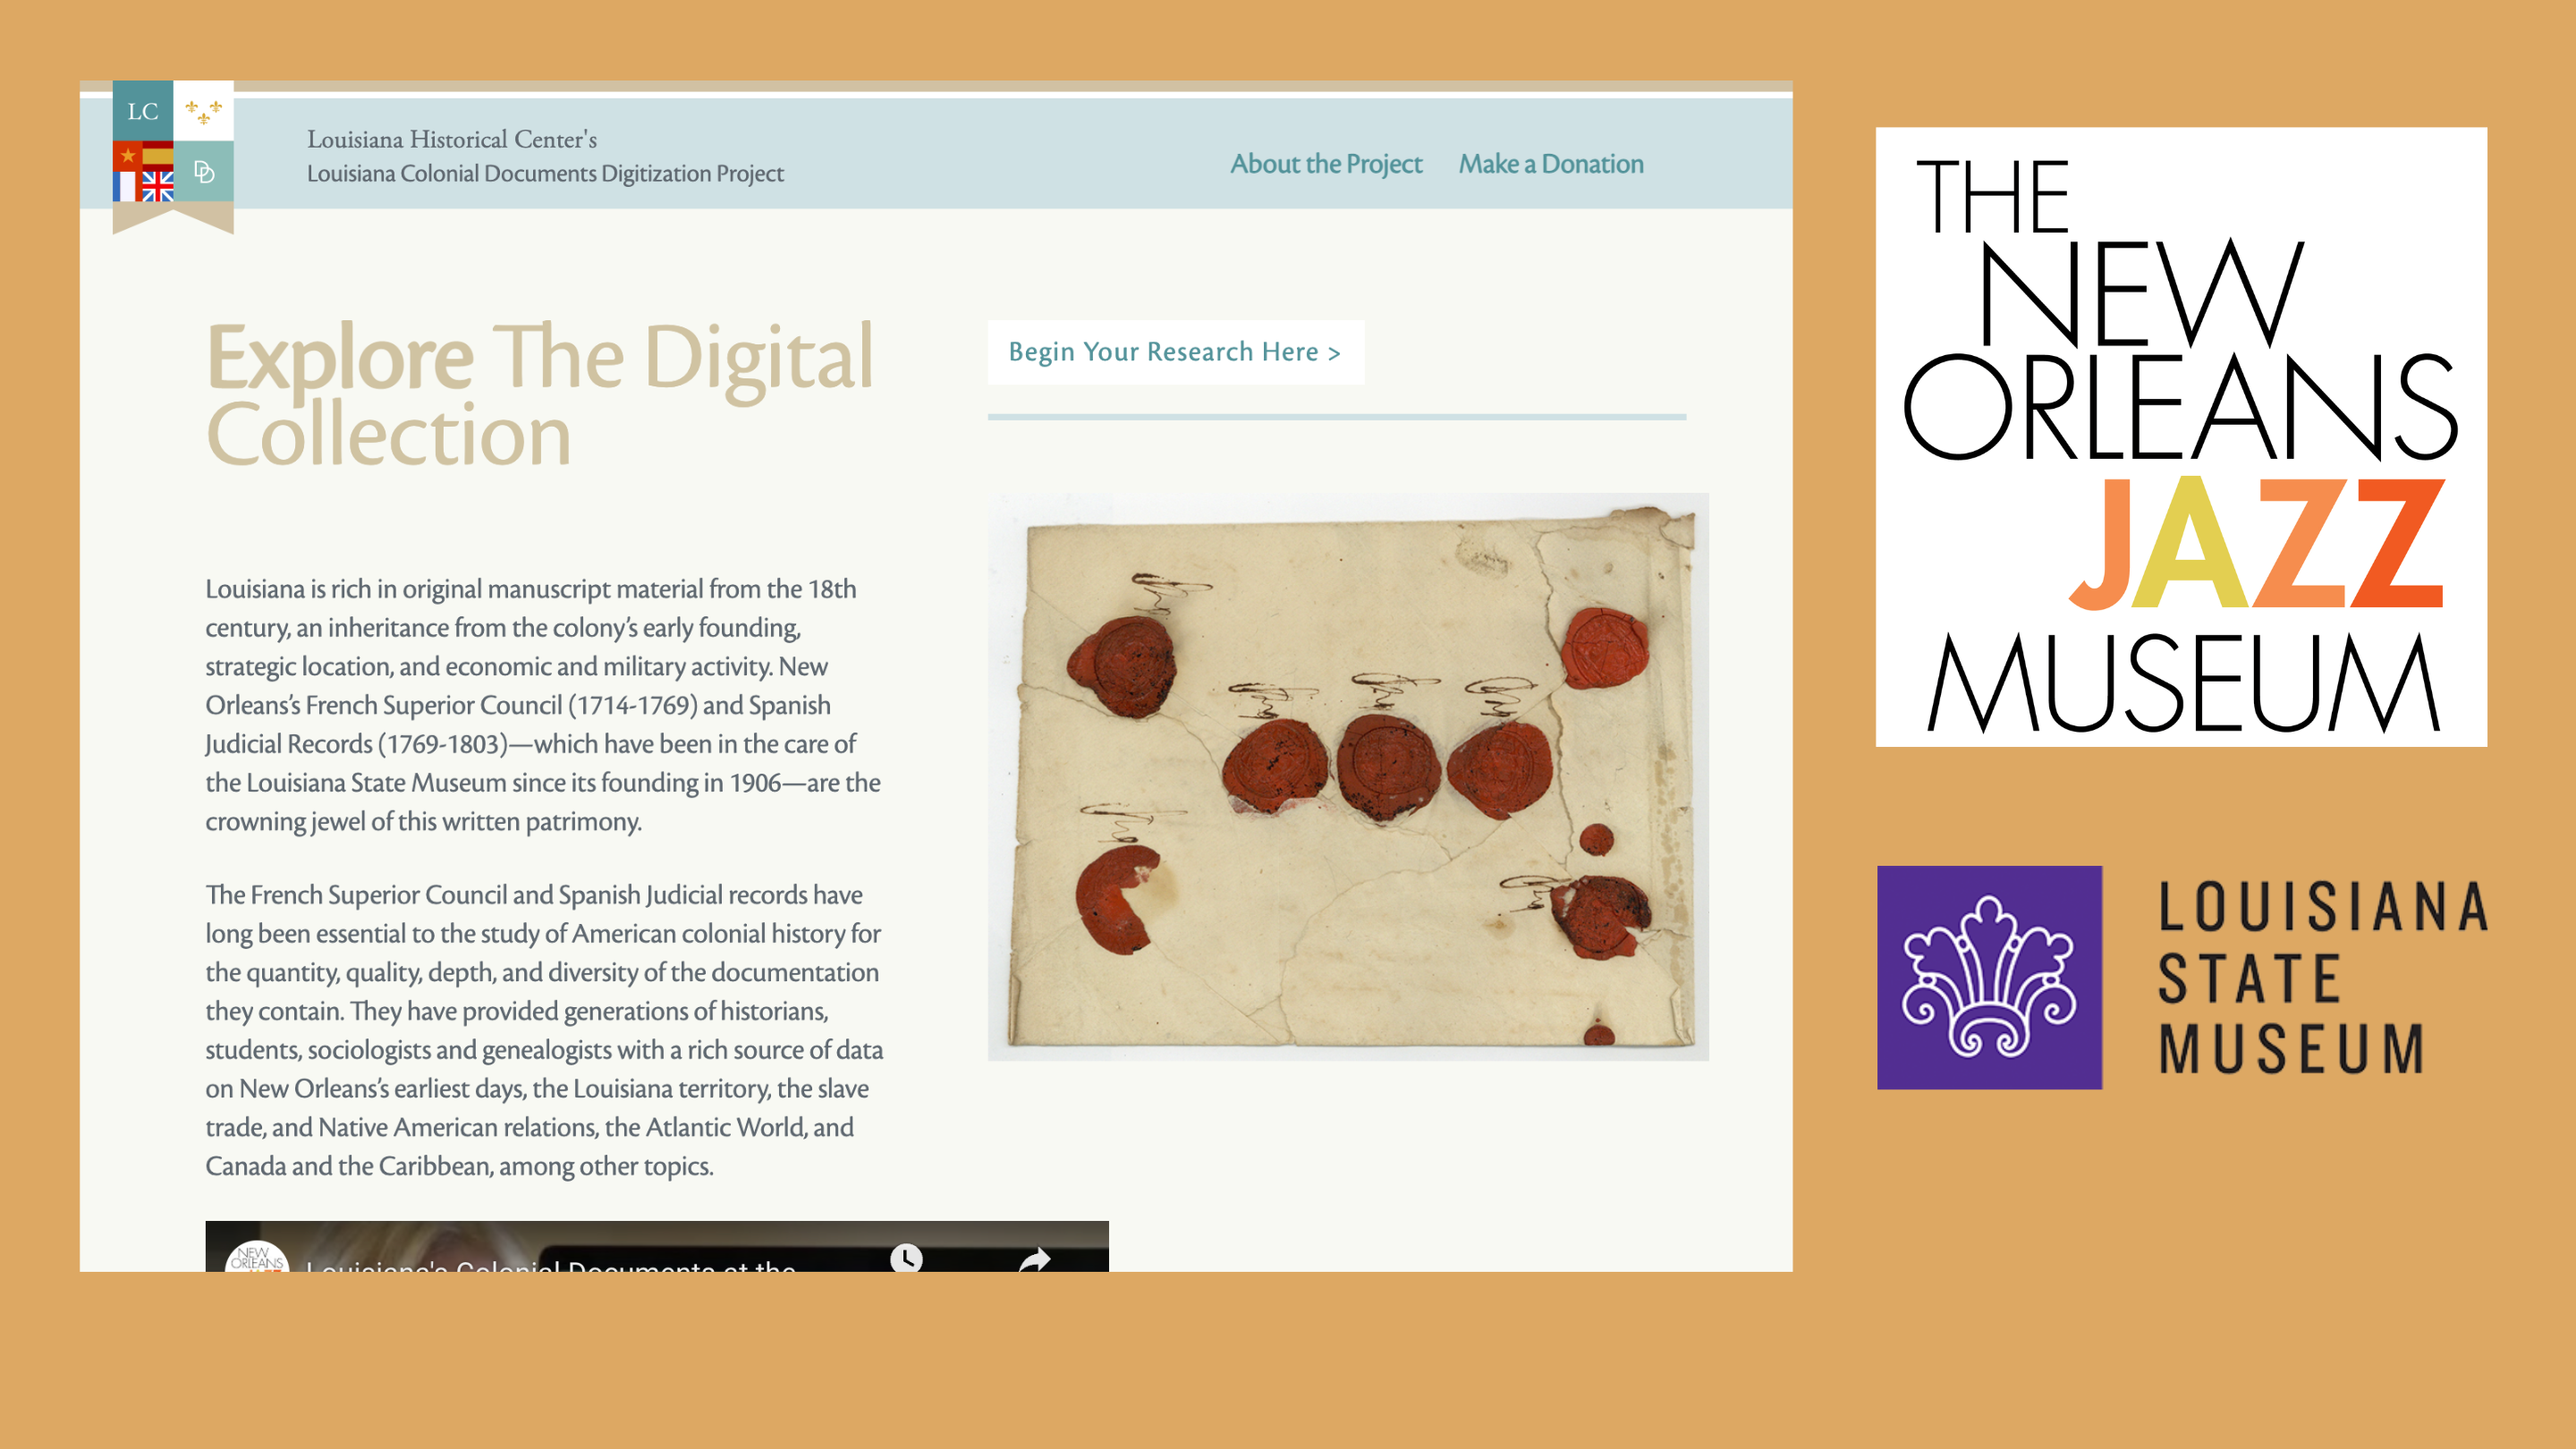 LC
DD
Louisiana Historical Center's
Louisiana Colonial Documents Digitization Project
About the Project
Make a Donation
Explore The Digital
Collection
Begin Your Research Here >
Louisiana is rich in original manuscript material from the 18th
century, an inheritance from the colony’s early founding,
strategic location, and economic and military activity. New
Orleans’s French Superior Council (1714-1769) and Spanish
Judicial Records (1769-1803)—which have been in the care of
the Louisiana State Museum since its founding in 1906—are the
crowning jewel of this written patrimony.
The French Superior Council and Spanish Judicial records have
long been essential to the study of American colonial history for
the quantity, quality, depth, and diversity of the documentation
they contain. They have provided generations of historians,
students, sociologists and genealogists with a rich source of data
on New Orleans’s earliest days, the Louisiana territory, the slave
trade, and Native American relations, the Atlantic World, and
Canada and the Caribbean, among other topics.
NEW
ORLEANS
Louisiana's Colonial Documents at the
THE
NEW
ORLEANS
JAZZ
MUSEUM
LOUISIANA
STATE
MUSEUM